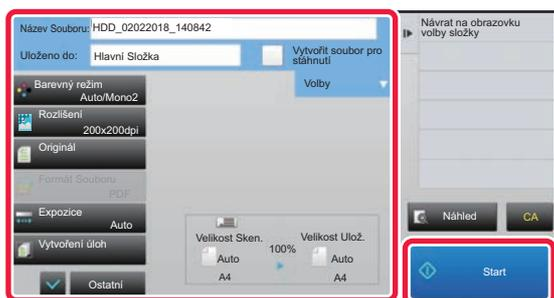 Název Souboru: HDD_02022018_140842
Uloženo do: Hlavní Složka
Vytvořit soubor pro
stáhnutí
Volby
Barevný režim
Auto/Mono2
Rozlišení
200x200dpi
Originál
Formát Souboru
PDF
Expozice
Auto
Vytvoření úloh
Ostatní
Velikost Sken.
Auto
A4
100%
Velikost Ulož.
Auto
A4
Návrat na obrazovku
volby složky
Náhled
CA
Start